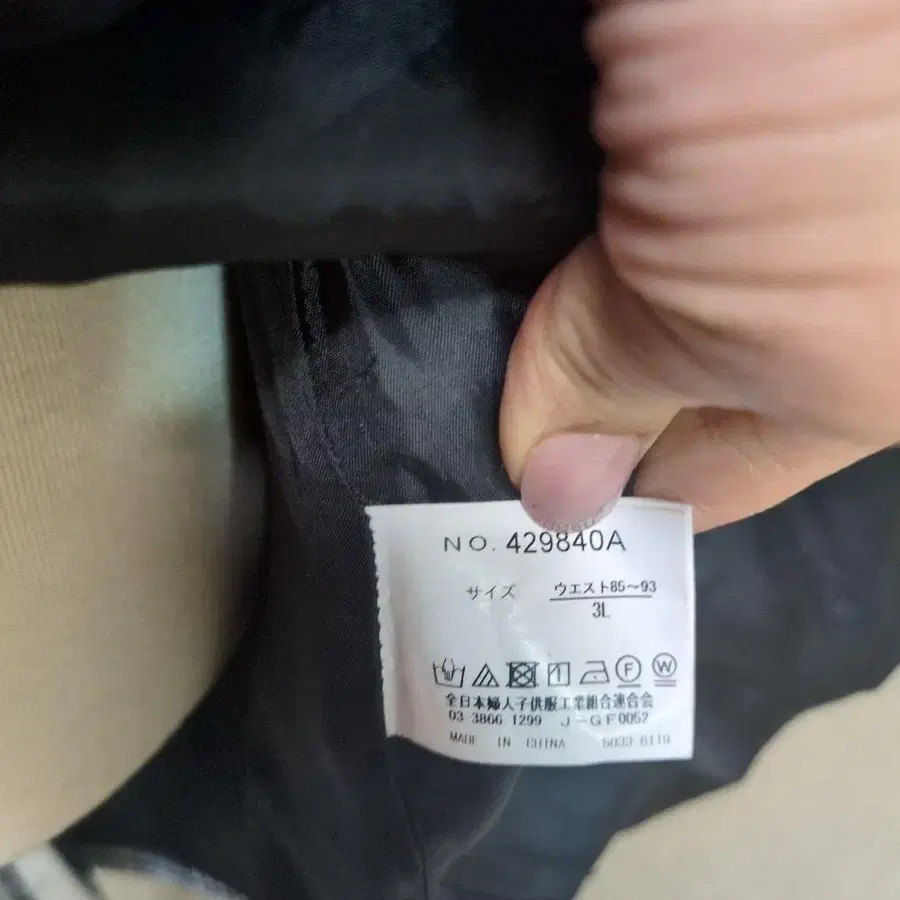 NO. 429840A
サイズ ウエスト85～93
3L
F W
全日本婦人子供服工業組合連合会
03 3866 1299 J-GF0052
MADE IN CHINA 5033 6119